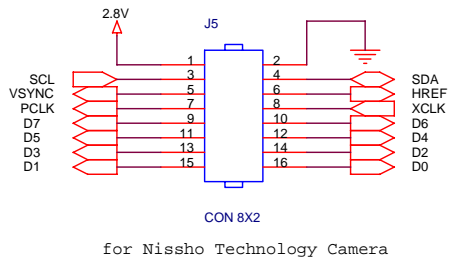 2.8V
J5
1 2
SCL 3 4 SDA
VSYNC 5 6 HREF
PCLK 7 8 XCLK
D7 9 10 D6
D5 11 12 D4
D3 13 14 D2
D1 15 16 D0
CON 8X2
for Nissho Technology Camera